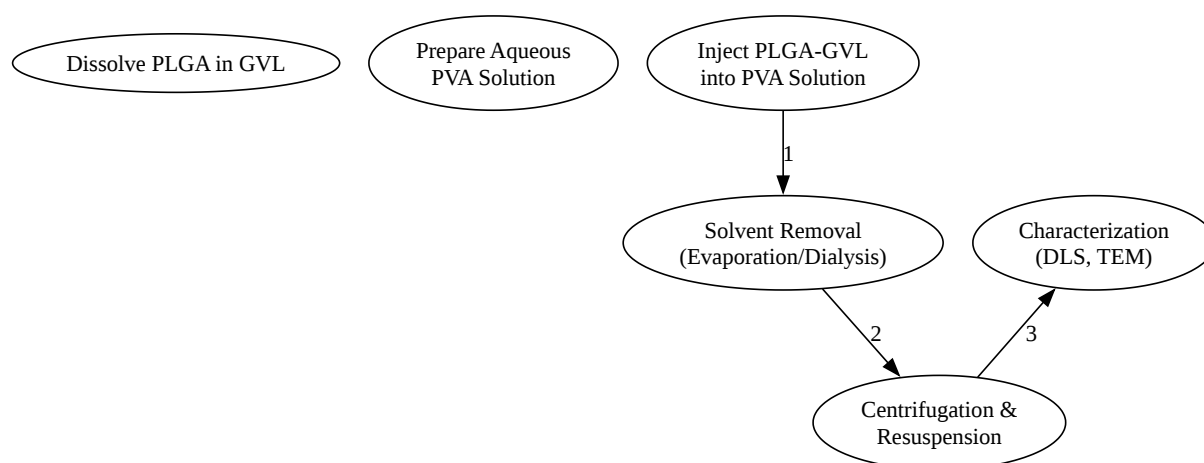 Dissolve PLGA in GVL
Prepare Aqueous
PVA Solution
Inject PLGA-GVL
into PVA Solution
1
Solvent Removal
(Evaporation/Dialysis)
Characterization
(DLS, TEM)
2
3
Centrifugation &
Resuspension